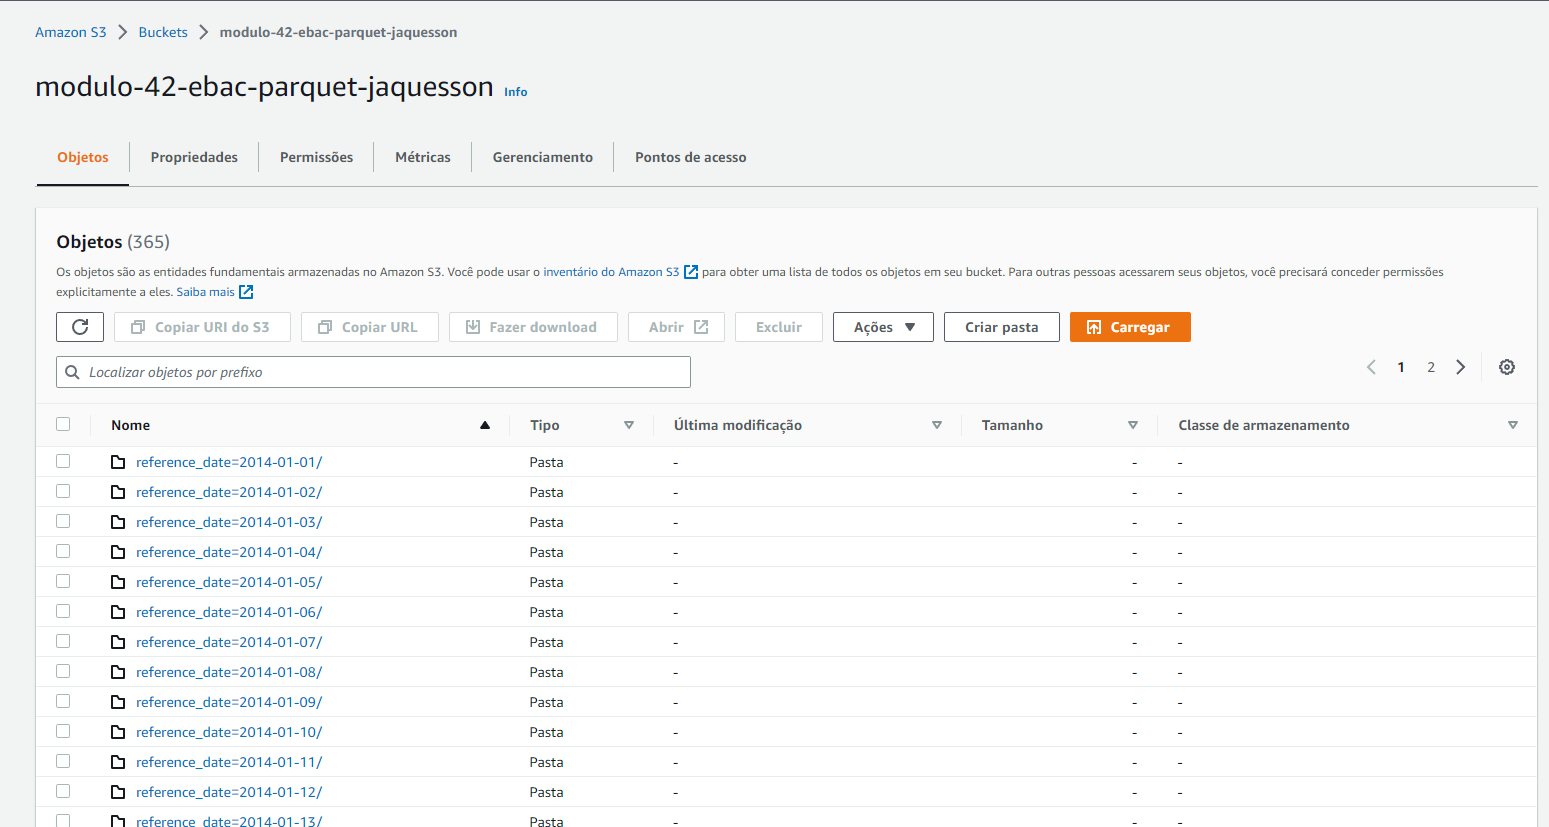 Amazon S3 > Buckets > modulo-42-ebac-parquet-jaquesson
modulo-42-ebac-parquet-jaquesson Info
Objetos Propriedades Permissões Métricas Gerenciamento Pontos de acesso
Objetos (365)
Os objetos são as entidades fundamentais armazenadas no Amazon S3. Você pode usar o inventário do Amazon S3 para obter uma lista de todos os objetos em seu bucket. Para outras pessoas acessarem seus objetos, você precisará conceder permissões
explicitamente a eles. Saiba mais
Copiar URI do S3 Copiar URL Fazer download Abrir Excluir Ações Criar pasta Carregar
Localizar objetos por prefixo 1 2
Nome Tipo Última modificação Tamanho Classe de armazenamento
reference_date=2014-01-01/ Pasta - - -
reference_date=2014-01-02/ Pasta - - -
reference_date=2014-01-03/ Pasta - - -
reference_date=2014-01-04/ Pasta - - -
reference_date=2014-01-05/ Pasta - - -
reference_date=2014-01-06/ Pasta - - -
reference_date=2014-01-07/ Pasta - - -
reference_date=2014-01-08/ Pasta - - -
reference_date=2014-01-09/ Pasta - - -
reference_date=2014-01-10/ Pasta - - -
reference_date=2014-01-11/ Pasta - - -
reference_date=2014-01-12/ Pasta - - -
reference_date=2014-01-13/ Pasta - - -